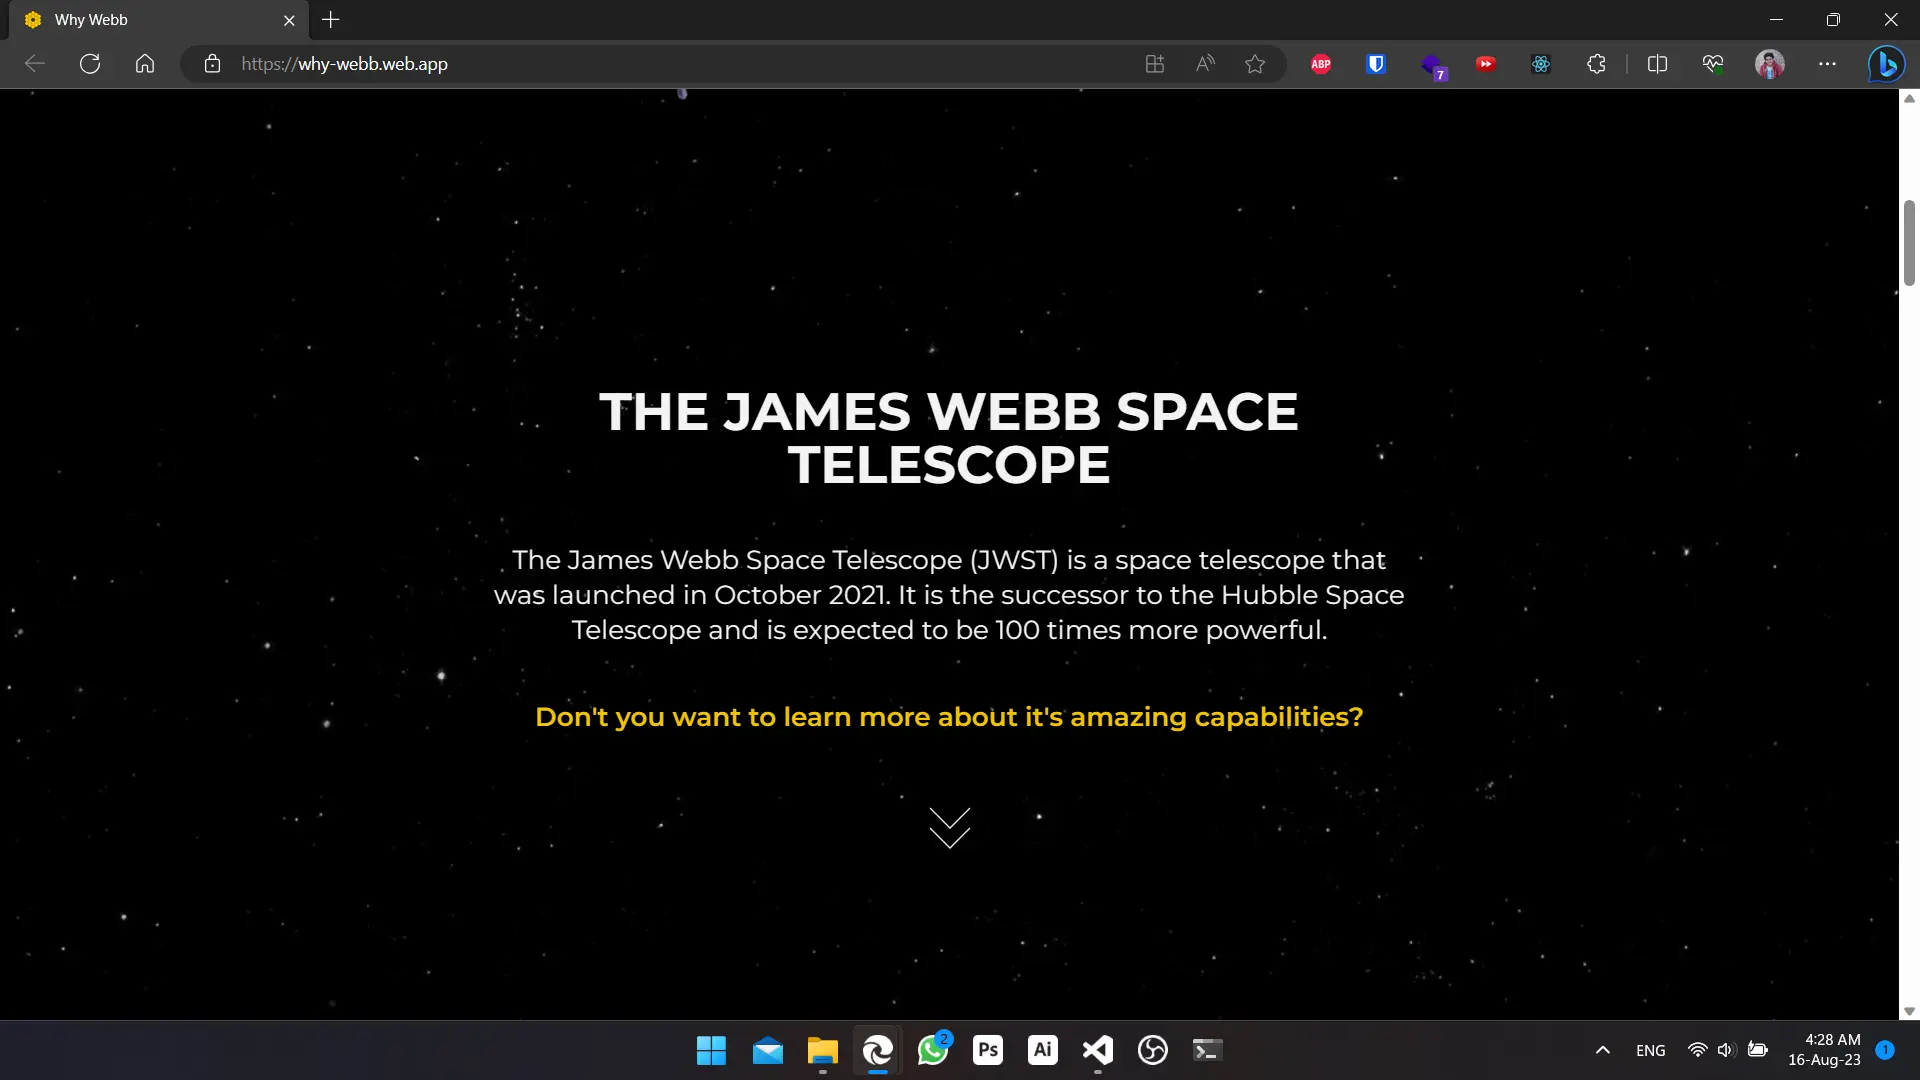 Why Webb
https://why-webb.web.app
ABP
7
THE JAMES WEBB SPACE
TELESCOPE
The James Webb Space Telescope (JWST) is a space telescope that
was launched in October 2021. It is the successor to the Hubble Space
Telescope and is expected to be 100 times more powerful.
Don't you want to learn more about it's amazing capabilities?
2
Ps
Ai
ENG
4:28 AM
16-Aug-23
1